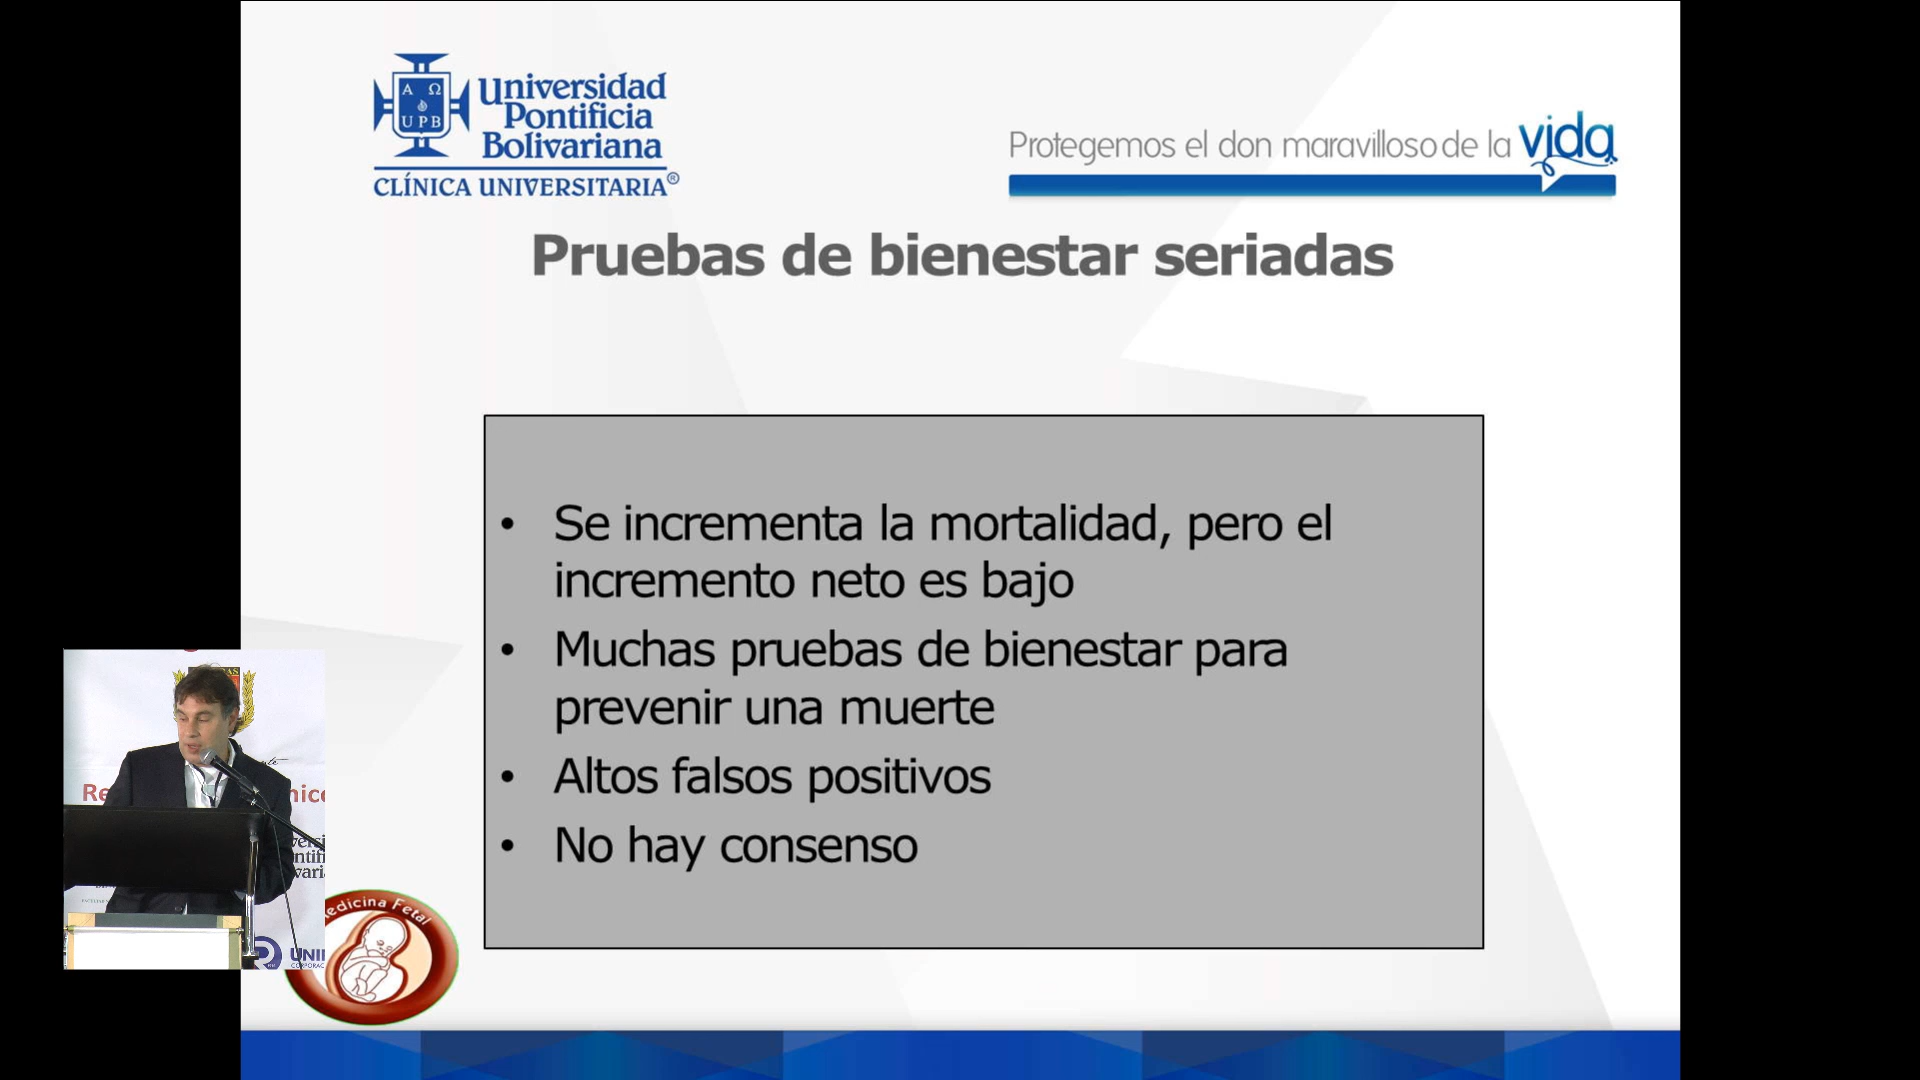 Universidad
Pontificia
Bolivariana
CLÍNICA UNIVERSITARIA®
Α Ω
UPB
Protegemos el don maravilloso de la vida
Pruebas de bienestar seriadas
• Se incrementa la mortalidad, pero el
incremento neto es bajo
• Muchas pruebas de bienestar para
prevenir una muerte
• Altos falsos positivos
• No hay consenso
Fetal